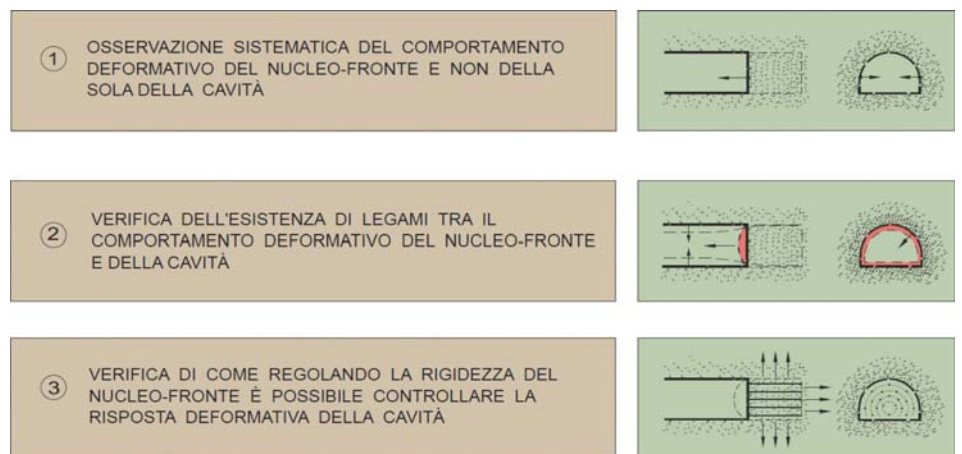 1 OSSERVAZIONE SISTEMATICA DEL COMPORTAMENTO
DEFORMATIVO DEL NUCLEO-FRONTE E NON DELLA
SOLA DELLA CAVITÀ
2 VERIFICA DELL'ESISTENZA DI LEGAMI TRA IL
COMPORTAMENTO DEFORMATIVO DEL NUCLEO-FRONTE
E DELLA CAVITÀ
3 VERIFICA DI COME REGOLANDO LA RIGIDEZZA DEL
NUCLEO-FRONTE È POSSIBILE CONTROLLARE LA
RISPOSTA DEFORMATIVA DELLA CAVITÀ